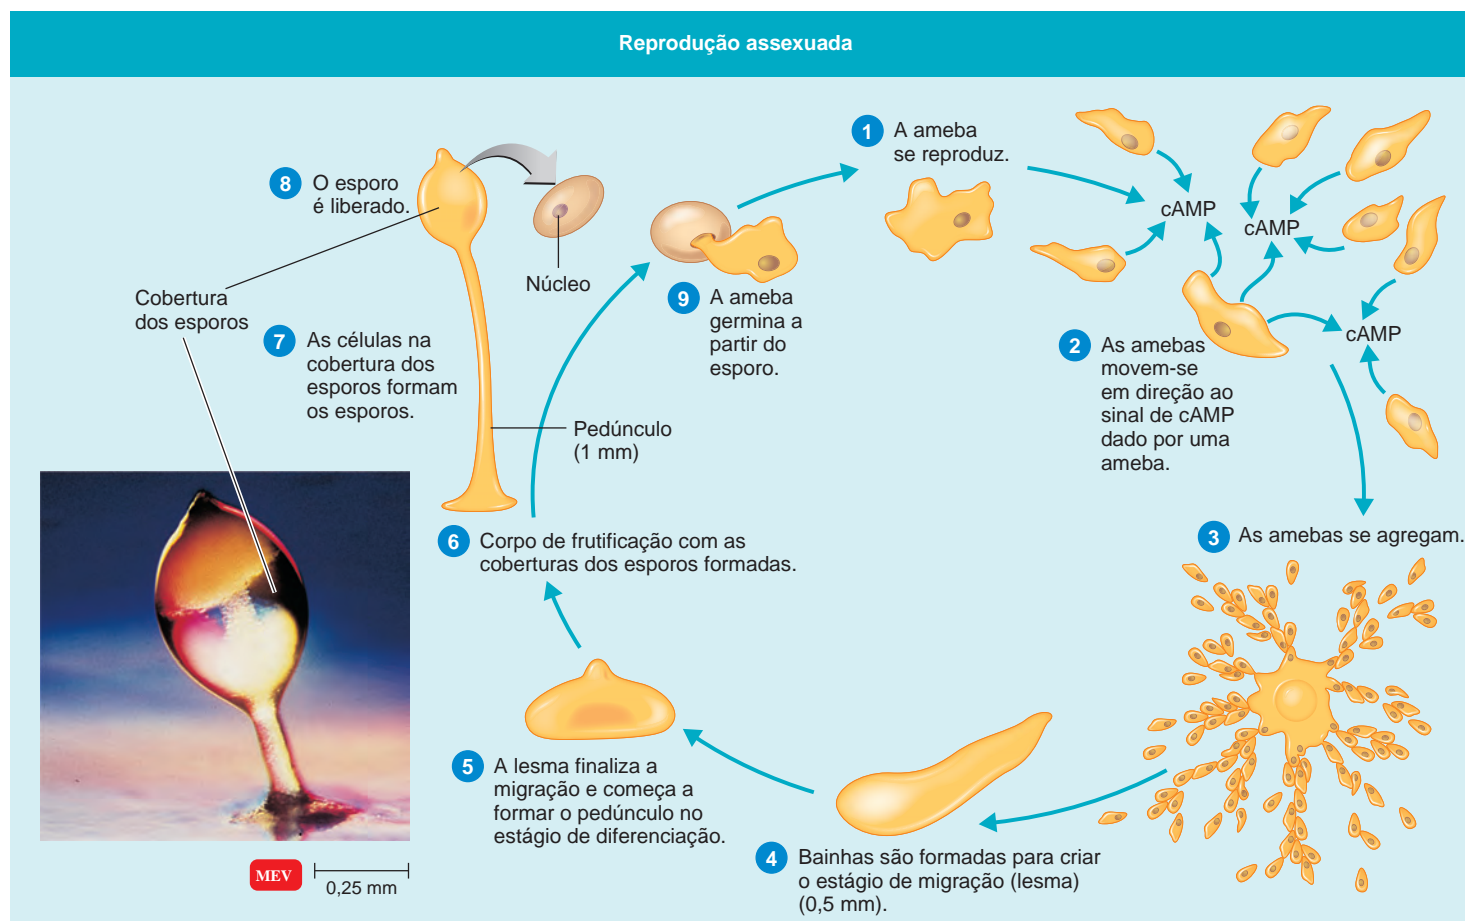 Reprodução assexuada
1 A ameba
se reproduz.
cAMP
cAMP
cAMP
2 As amebas
movem-se
em direção ao
sinal de cAMP
dado por uma
ameba.
3 As amebas se agregam.
4 Bainhas são formadas para criar
o estágio de migração (lesma)
(0,5 mm).
5 A lesma finaliza a
migração e começa a
formar o pedúnculo no
estágio de diferenciação.
6 Corpo de frutificação com as
coberturas dos esporos formadas.
7 As células na
cobertura dos
esporos formam
os esporos.
8 O esporo
é liberado.
9 A ameba
germina a
partir do
esporo.
Núcleo
Cobertura
dos esporos
Pedúnculo
(1 mm)
MEV
0,25 mm